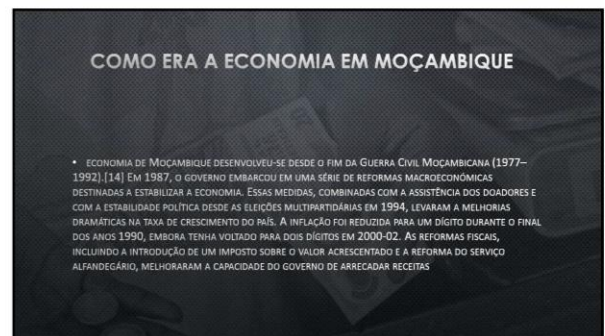 COMO ERA A ECONOMIA EM MOÇAMBIQUE
• ECONOMIA DE MOÇAMBIQUE DESENVOLVEU-SE DESDE O FIM DA GUERRA CIVIL MOÇAMBICANA (1977–
1992).[14] EM 1987, O GOVERNO EMBARCOU EM UMA SÉRIE DE REFORMAS MACROECONÓMICAS
DESTINADAS A ESTABILIZAR A ECONOMIA. ESSAS MEDIDAS, COMBINADAS COM A ASSISTÊNCIA DOS DOADORES E
COM A ESTABILIDADE POLÍTICA DESDE AS ELEIÇÕES MULTIPARTIDÁRIAS EM 1994, LEVARAM A MELHORIAS
DRAMÁTICAS NA TAXA DE CRESCIMENTO DO PAÍS. A INFLAÇÃO FOI REDUZIDA PARA UM DÍGITO DURANTE O FINAL
DOS ANOS 1990, EMBORA TENHA VOLTADO PARA DOIS DÍGITOS EM 2000-02. AS REFORMAS FISCAIS,
INCLUINDO A INTRODUÇÃO DE UM IMPOSTO SOBRE O VALOR ACRESCENTADO E A REFORMA DO SERVIÇO
ALFANDEGÁRIO, MELHORARAM A CAPACIDADE DO GOVERNO DE ARRECADAR RECEITAS